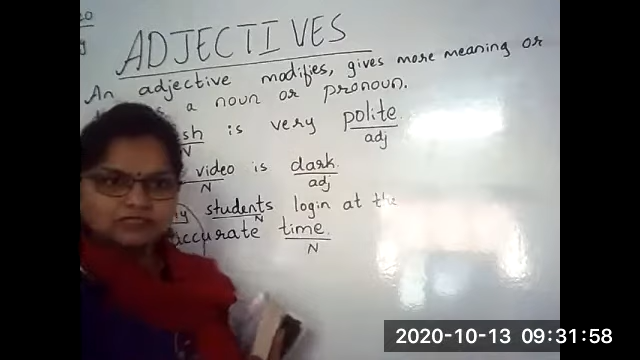 ADJECTIVES
An adjective modifies, gives more meaning or
a noun or pronoun.
sh is very polite
N adj
video is dark.
N adj
students login at the
N
accurate time.
N
2020-10-13 09:31:58